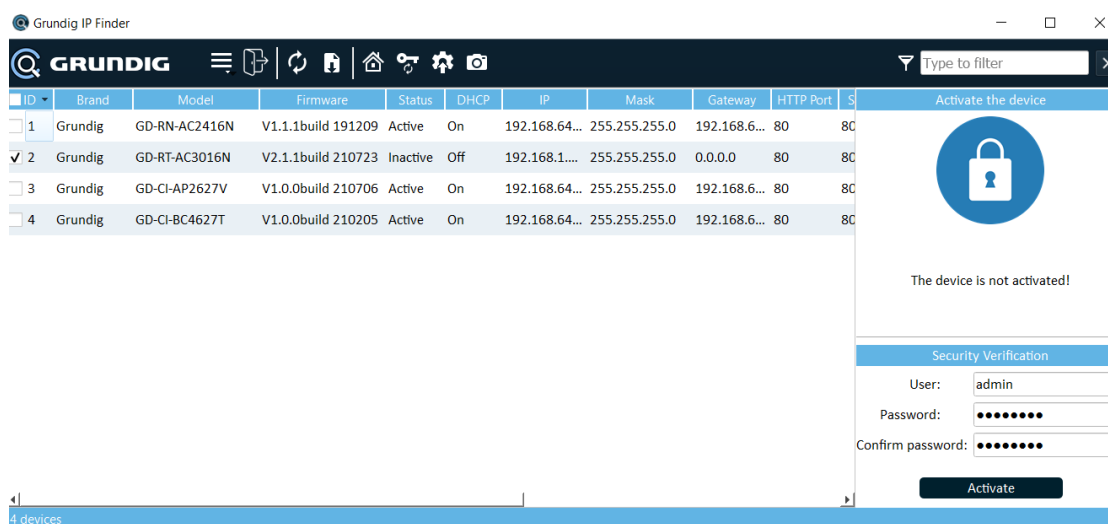 Grundig IP Finder
GRUNDIG
Type to filter
ID Brand Model Firmware Status DHCP IP Mask Gateway HTTP Port S
1 Grundig GD-RN-AC2416N V1.1.1build 191209 Active On 192.168.64... 255.255.255.0 192.168.6... 80 80
2 Grundig GD-RT-AC3016N V2.1.1build 210723 Inactive Off 192.168.1.... 255.255.255.0 0.0.0.0 80 80
3 Grundig GD-CI-AP2627V V1.0.0build 210706 Active On 192.168.64... 255.255.255.0 192.168.6... 80 80
4 Grundig GD-CI-BC4627T V1.0.0build 210205 Active On 192.168.64... 255.255.255.0 192.168.6... 80 80
Activate the device
The device is not activated!
Security Verification
User: admin
Password: ●●●●●●●●
Confirm password: ●●●●●●●●
Activate
4 devices